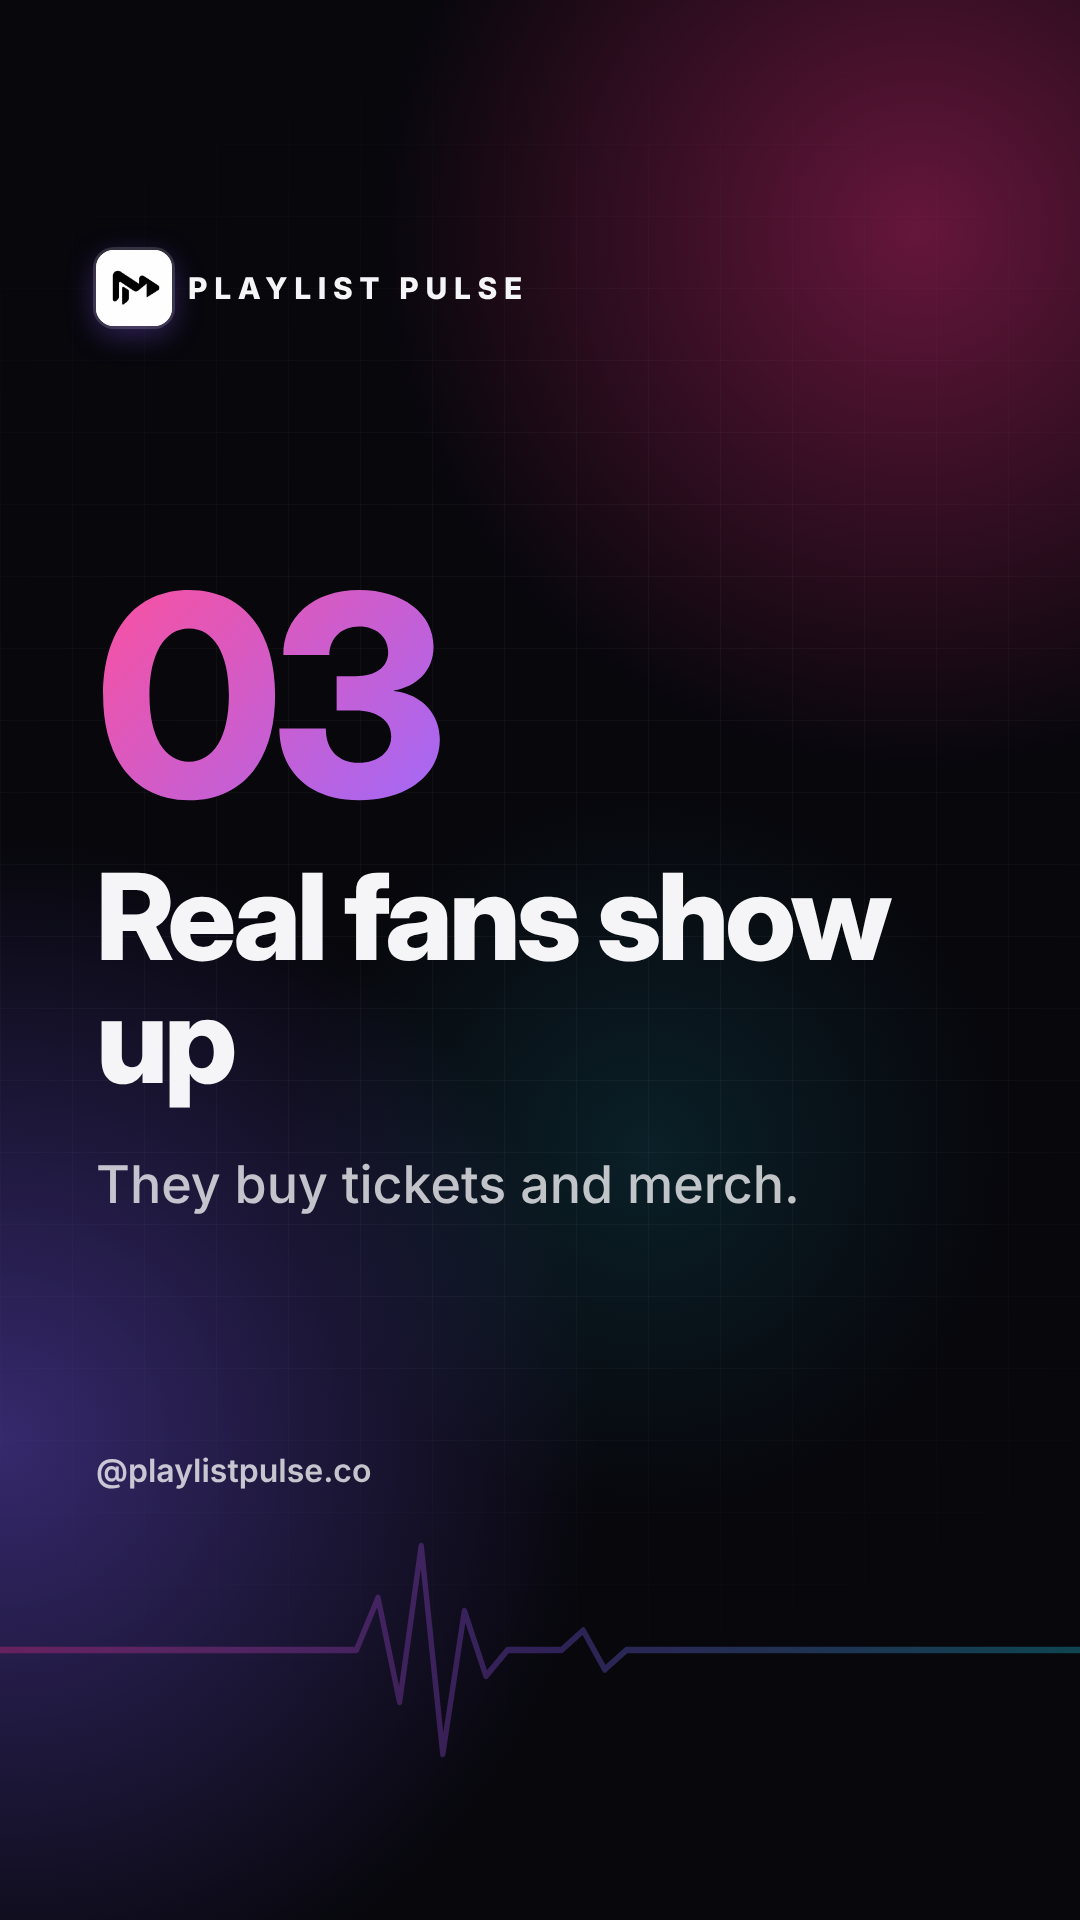 PLAYLIST PULSE
03
Real fans show
up
They buy tickets and merch.
@playlistpulse.co